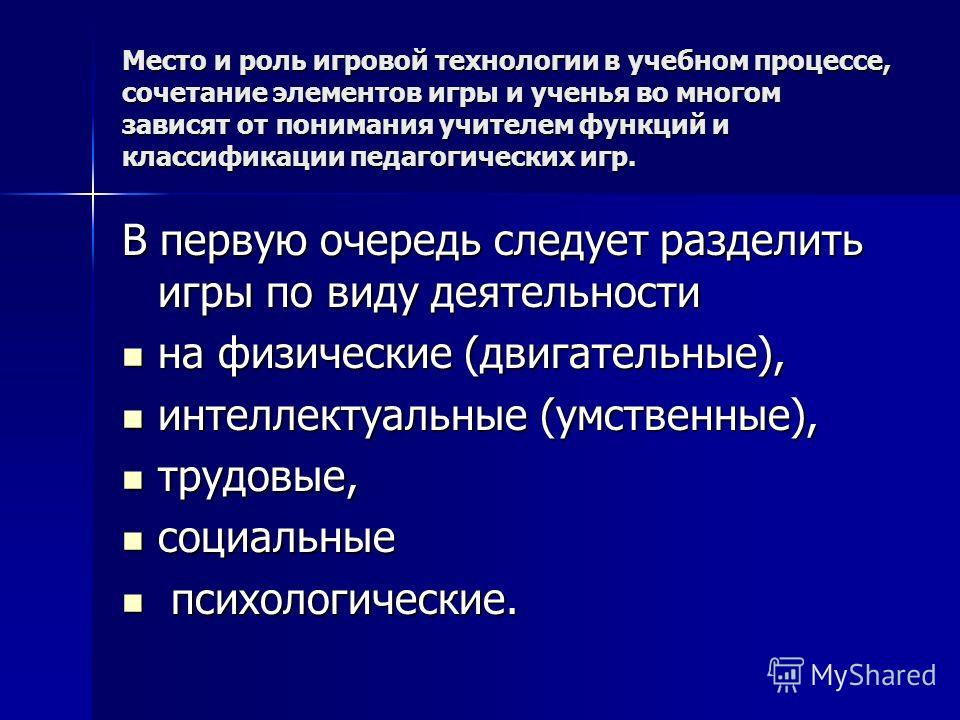 Место и роль игровой технологии в учебном процессе,
сочетание элементов игры и ученья во многом
зависят от понимания учителем функций и
классификации педагогических игр.
В первую очередь следует разделить
игры по виду деятельности
на физические (двигательные),
интеллектуальные (умственные),
трудовые,
социальные
психологические.
MyShared